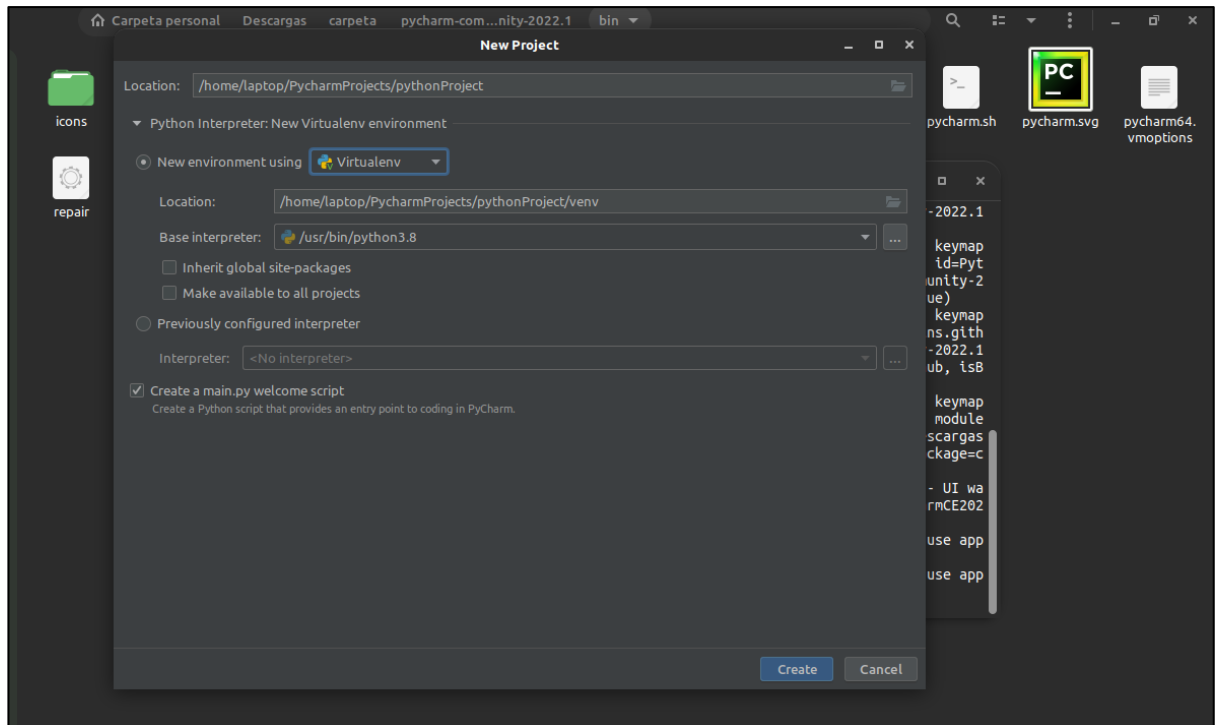 Carpeta personal Descargas carpeta pycharm-com...nity-2022.1 bin
New Project
Location: /home/laptop/PycharmProjects/pythonProject
Python Interpreter: New Virtualenv environment
New environment using Virtualenv
Location: /home/laptop/PycharmProjects/pythonProject/venv
Base interpreter: /usr/bin/python3.8
...
Inherit global site-packages
Make available to all projects
Previously configured interpreter
Interpreter: <No interpreter>
...
Create a main.py welcome script
Create a Python script that provides an entry point to coding in PyCharm.
Create Cancel
icons
repair
>_
pycharm.sh
PC
pycharm.svg
pycharm64.
vmoptions
-2022.1
keymap
id=Pyt
unity-2
ue)
keymap
ns.gith
-2022.1
ub, isB
keymap
module
scargas
ckage=c
- UI wa
rmCE202
use app
use app